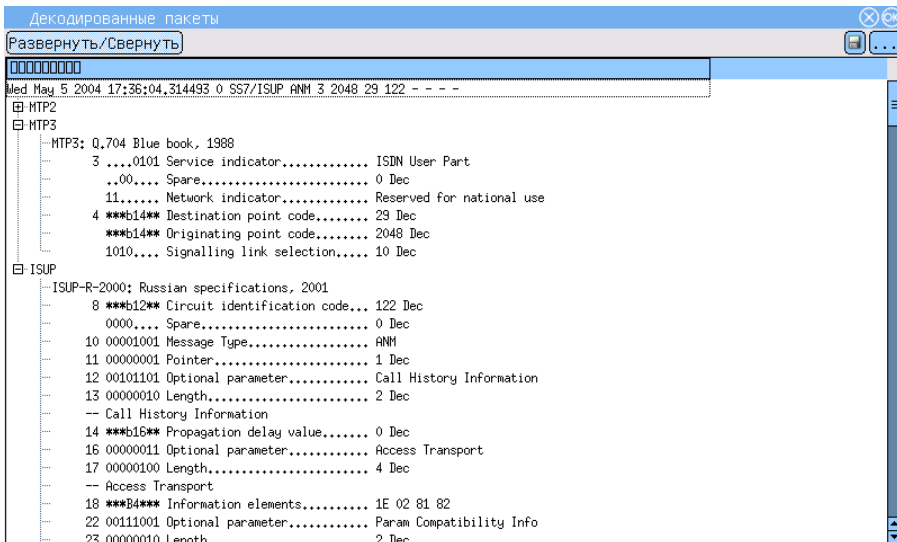 Декодированные пакеты
OK
Развернуть/Свернуть
...
Wed May 5 2004 17:36:04.314493 0 SS7/ISUP ANM 3 2048 29 122 - - - -
MTP2
MTP3
MTP3: Q.704 Blue book, 1988
3 ....0101 Service indicator............. ISDN User Part
..00.... Spare......................... 0 Dec
11...... Network indicator............. Reserved for national use
4 ***b14** Destination point code........ 29 Dec
***b14** Originating point code........ 2048 Dec
1010.... Signalling link selection..... 10 Dec
ISUP
ISUP-R-2000: Russian specifications, 2001
8 ***b12** Circuit identification code... 122 Dec
0000.... Spare......................... 0 Dec
10 00001001 Message Type.................. ANM
11 00000001 Pointer....................... 1 Dec
12 00101101 Optional parameter............ Call History Information
13 00000010 Length........................ 2 Dec
-- Call History Information
14 ***b16** Propagation delay value....... 0 Dec
16 00000011 Optional parameter............ Access Transport
17 00000100 Length........................ 4 Dec
-- Access Transport
18 ***B4*** Information elements.......... 1E 02 81 82
22 00111001 Optional parameter............ Param Compatibility Info
23 00000010 Length........................ 2 Dec